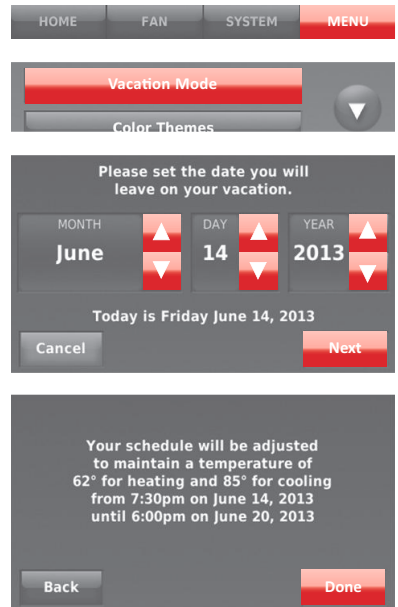 HOME FAN SYSTEM MENU
Vacation Mode
Color Themes
Please set the date you will
leave on your vacation.
MONTH DAY YEAR
June 14 2013
Today is Friday June 14, 2013
Cancel Next
Your schedule will be adjusted
to maintain a temperature of
62° for heating and 85° for cooling
from 7:30pm on June 14, 2013
until 6:00pm on June 20, 2013
Back Done